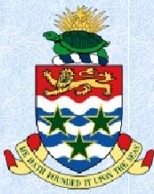 HE HATH FOUNDED IT UPON THE SEAS